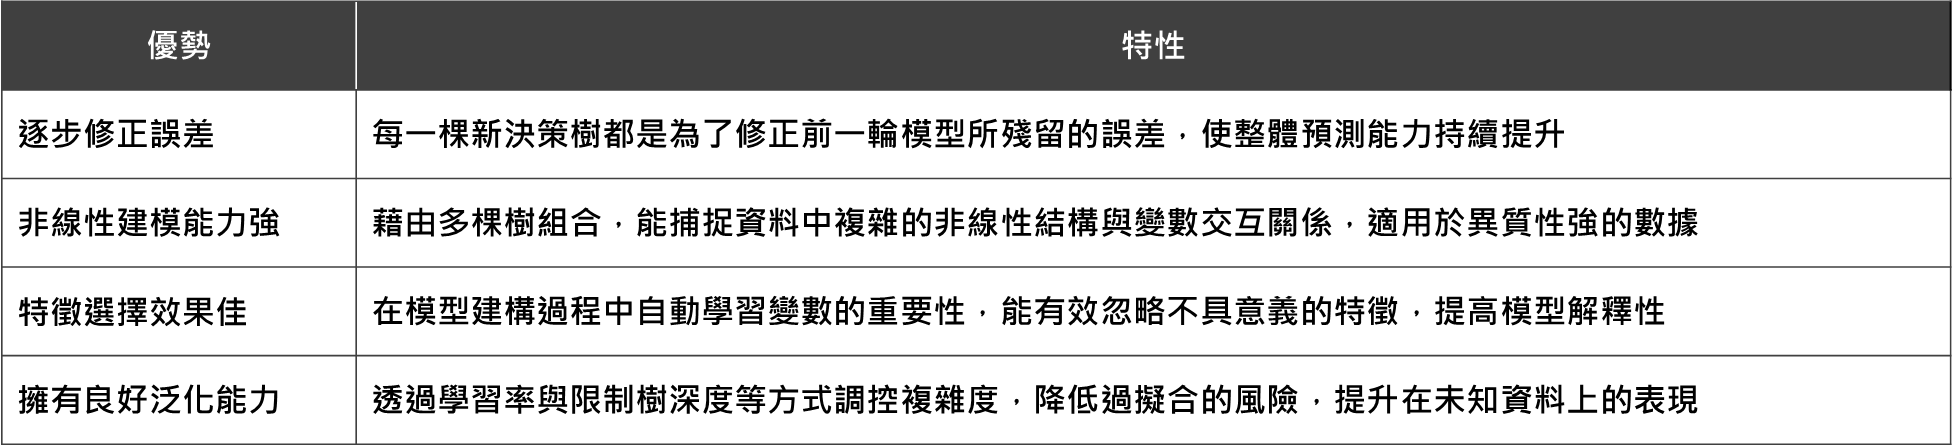 優勢
特性
逐步修正誤差
每一棵新決策樹都是為了修正前一輪模型所殘留的誤差，使整體預測能力持續提升
非線性建模能力強
藉由多棵樹組合，能捕捉資料中複雜的非線性結構與變數交互關係，適用於異質性強的數據
特徵選擇效果佳
在模型建構過程中自動學習變數的重要性，能有效忽略不具意義的特徵，提高模型解釋性
擁有良好泛化能力
透過學習率與限制樹深度等方式調控複雜度，降低過擬合的風險，提升在未知資料上的表現